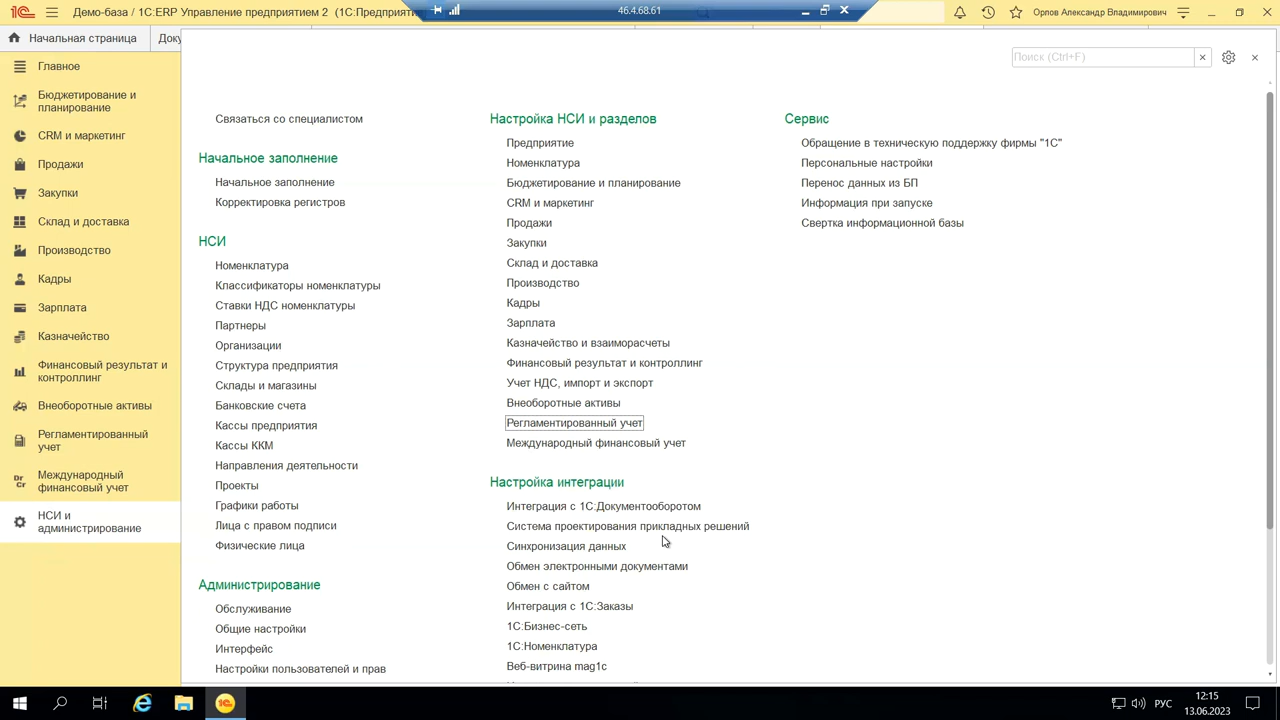 Демо-база / 1С:ERP Управление предприятием 2 (1С:Предприяти
46.4.68.61
Орлов Александр Владимирович
Начальная страница
Доку
Главное
Бюджетирование и
планирование
CRM и маркетинг
Продажи
Закупки
Склад и доставка
Производство
Кадры
Зарплата
Казначейство
Финансовый результат и
контроллинг
Внеоборотные активы
Регламентированный
учет
Международный
финансовый учет
НСИ и
администрирование
Поиск (Ctrl+F)
Связаться со специалистом
Начальное заполнение
Начальное заполнение
Корректировка регистров
НСИ
Номенклатура
Классификаторы номенклатуры
Ставки НДС номенклатуры
Партнеры
Организации
Структура предприятия
Склады и магазины
Банковские счета
Кассы предприятия
Кассы ККМ
Направления деятельности
Проекты
Графики работы
Лица с правом подписи
Физические лица
Администрирование
Обслуживание
Общие настройки
Интерфейс
Настройки пользователей и прав
Настройка НСИ и разделов
Предприятие
Номенклатура
Бюджетирование и планирование
CRM и маркетинг
Продажи
Закупки
Склад и доставка
Производство
Кадры
Зарплата
Казначейство и взаиморасчеты
Финансовый результат и контроллинг
Учет НДС, импорт и экспорт
Внеоборотные активы
Регламентированный учет
Международный финансовый учет
Настройка интеграции
Интеграция с 1С:Документооборотом
Система проектирования прикладных решений
Синхронизация данных
Обмен электронными документами
Обмен с сайтом
Интеграция с 1С:Заказы
1С:Бизнес-сеть
1С:Номенклатура
Веб-витрина mag1c
Сервис
Обращение в техническую поддержку фирмы "1С"
Персональные настройки
Перенос данных из БП
Информация при запуске
Свертка информационной базы
РУС
12:15
13.06.2023